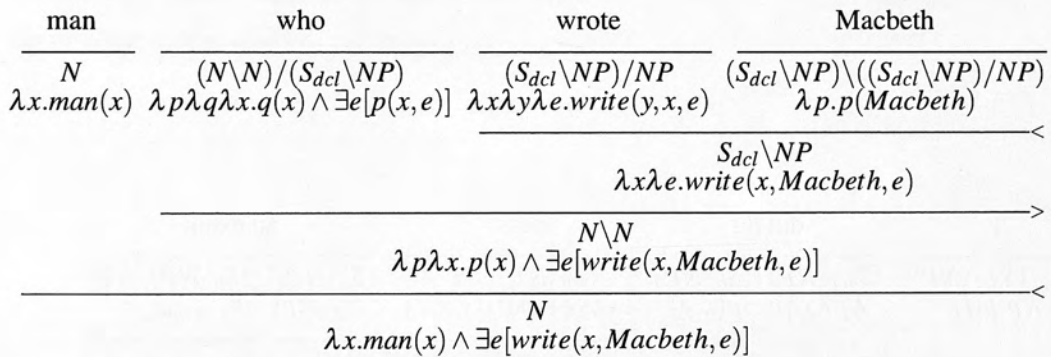 man who wrote Macbeth
N (N\N)/(S_dcl\NP) (S_dcl\NP)/NP (S_dcl\NP)\((S_dcl\NP)/NP)
λx.man(x) λpλqλx.q(x) ∧ ∃e[p(x,e)] λxλyλe.write(y,x,e) λp.p(Macbeth)
<
S_dcl\NP
λxλe.write(x,Macbeth,e)
>
N\N
λpλx.p(x) ∧ ∃e[write(x,Macbeth,e)]
<
N
λx.man(x) ∧ ∃e[write(x,Macbeth,e)]